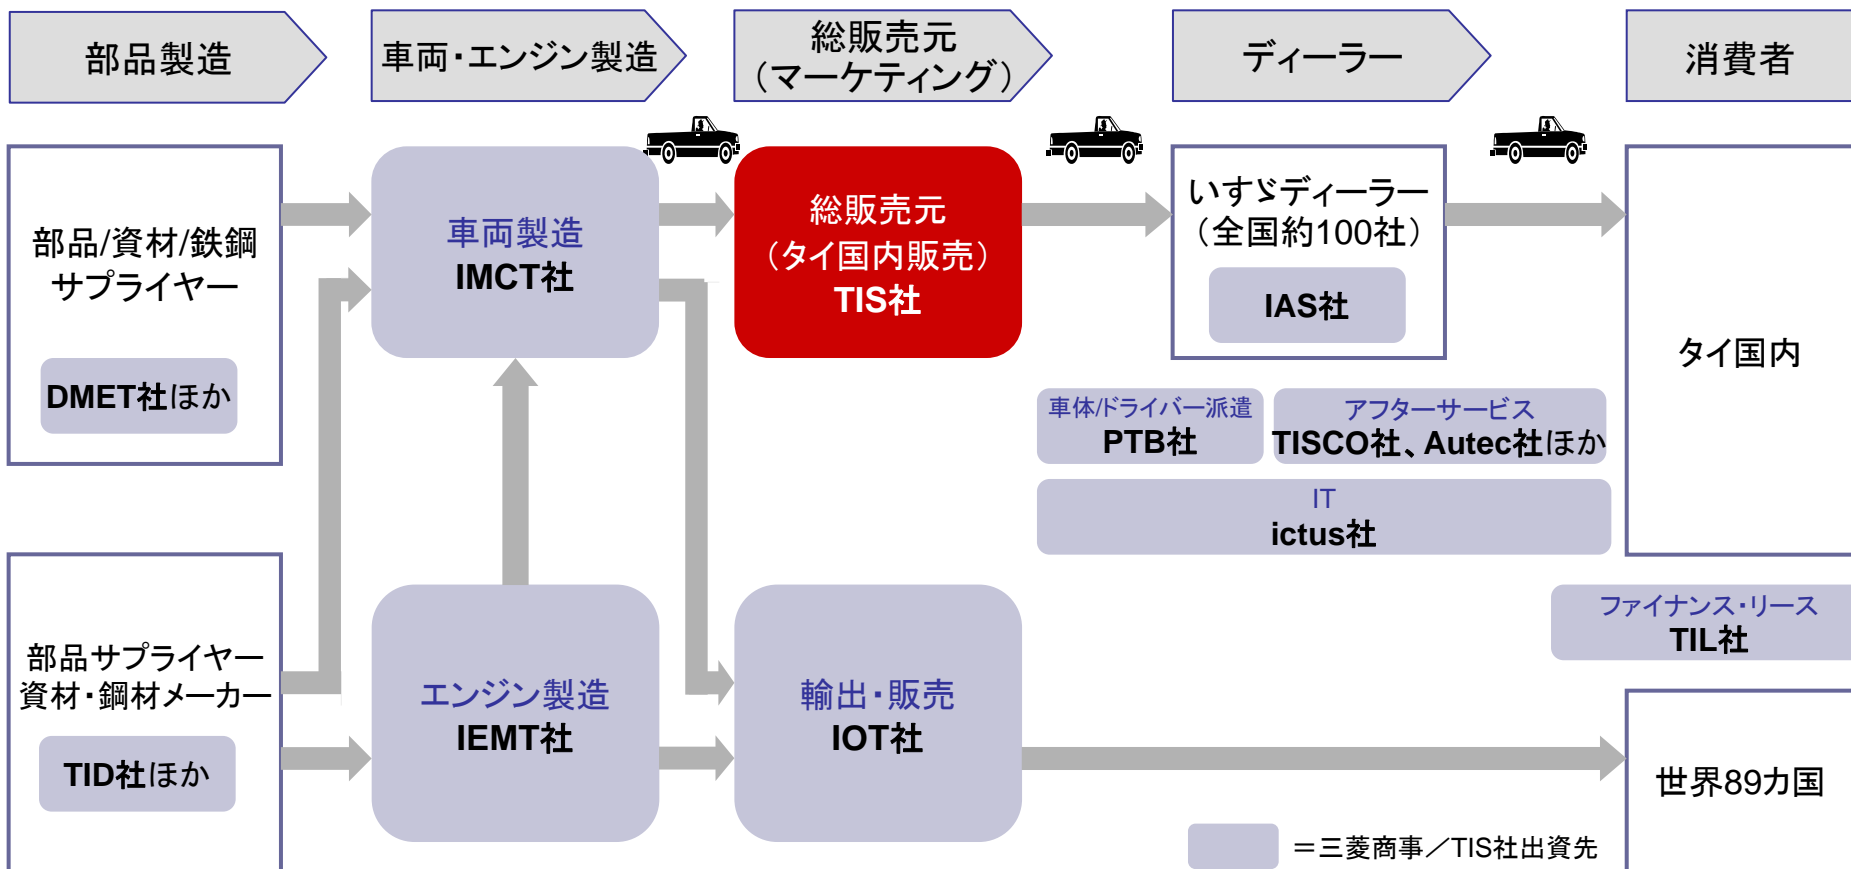 部品製造
車両・エンジン製造
総販売元
（マーケティング）
ディーラー
消費者
部品/資材/鉄鋼
サプライヤー
DMET社ほか
車両製造
IMCT社
総販売元
（タイ国内販売）
TIS社
いすゞディーラー
（全国約100社）
IAS社
タイ国内
車体/ドライバー派遣
PTB社
アフターサービス
TISCO社、Autec社ほか
IT
ictus社
部品サプライヤー
資材・鋼材メーカー
TID社ほか
エンジン製造
IEMT社
輸出・販売
IOT社
ファイナンス・リース
TIL社
世界89カ国
＝三菱商事／TIS社出資先